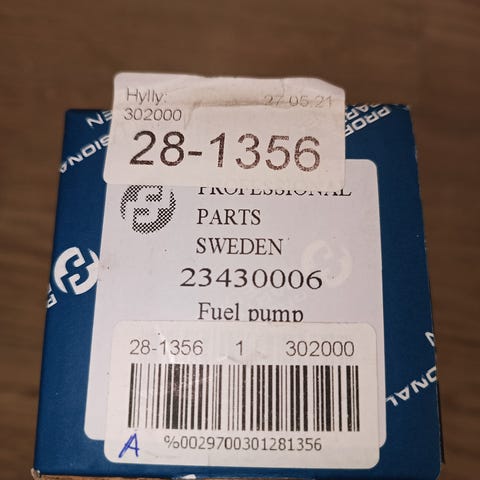 Hylly: 27.05.21
302000
28-1356
PROFESSIONAL
PARTS
SWEDEN
23430006
Fuel pump
28-1356 1 302000
%0029700301281356
A